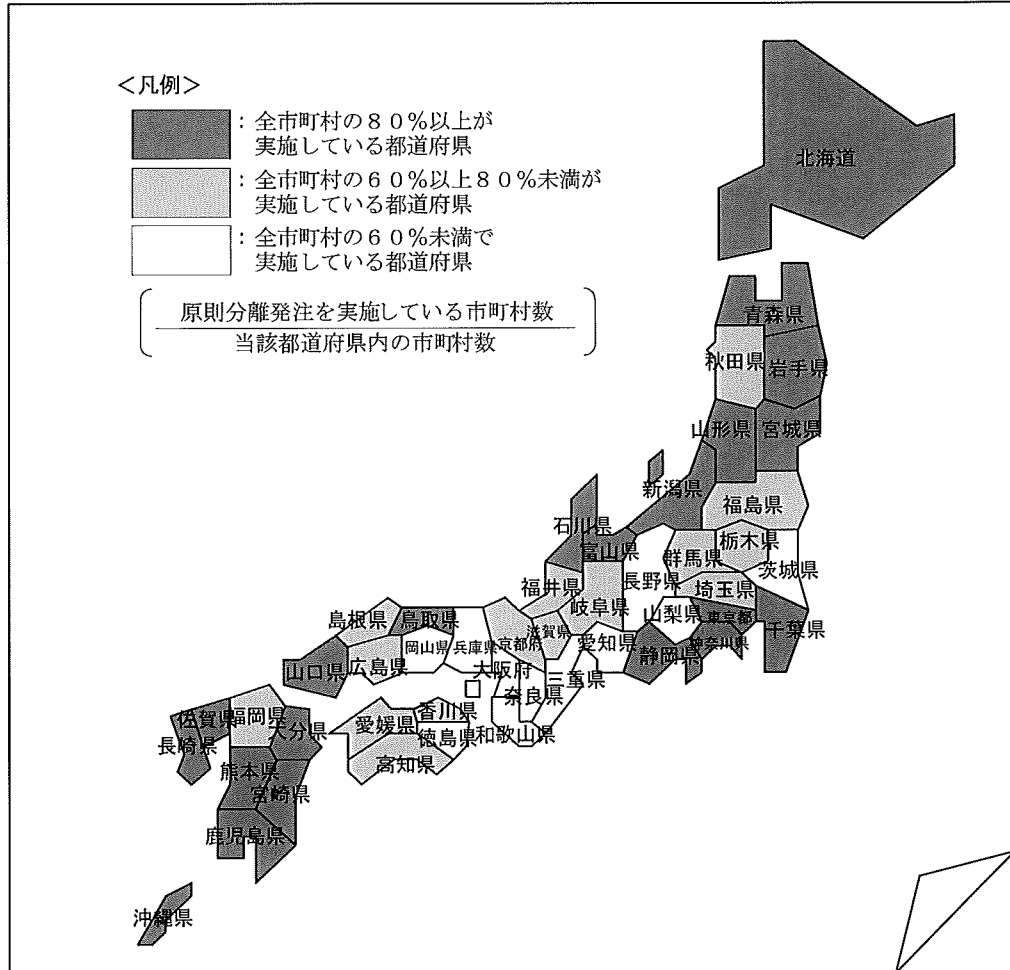 ＜凡例＞
：全市町村の８０％以上が
実施している都道府県
：全市町村の６０％以上８０％未満が
実施している都道府県
：全市町村の６０％未満で
実施している都道府県
原則分離発注を実施している市町村数
当該都道府県内の市町村数
北海道
青森県
秋田県
岩手県
山形県
宮城県
新潟県
福島県
石川県
富山県
栃木県
群馬県
茨城県
長野県
福井県
岐阜県
埼玉県
山梨県
東京都
千葉県
神奈川県
静岡県
愛知県
滋賀県
京都府
兵庫県
岡山県
鳥取県
島根県
広島県
山口県
大阪府
三重県
奈良県
和歌山県
香川県
徳島県
愛媛県
高知県
福岡県
佐賀県
長崎県
大分県
熊本県
宮崎県
鹿児島県
沖縄県